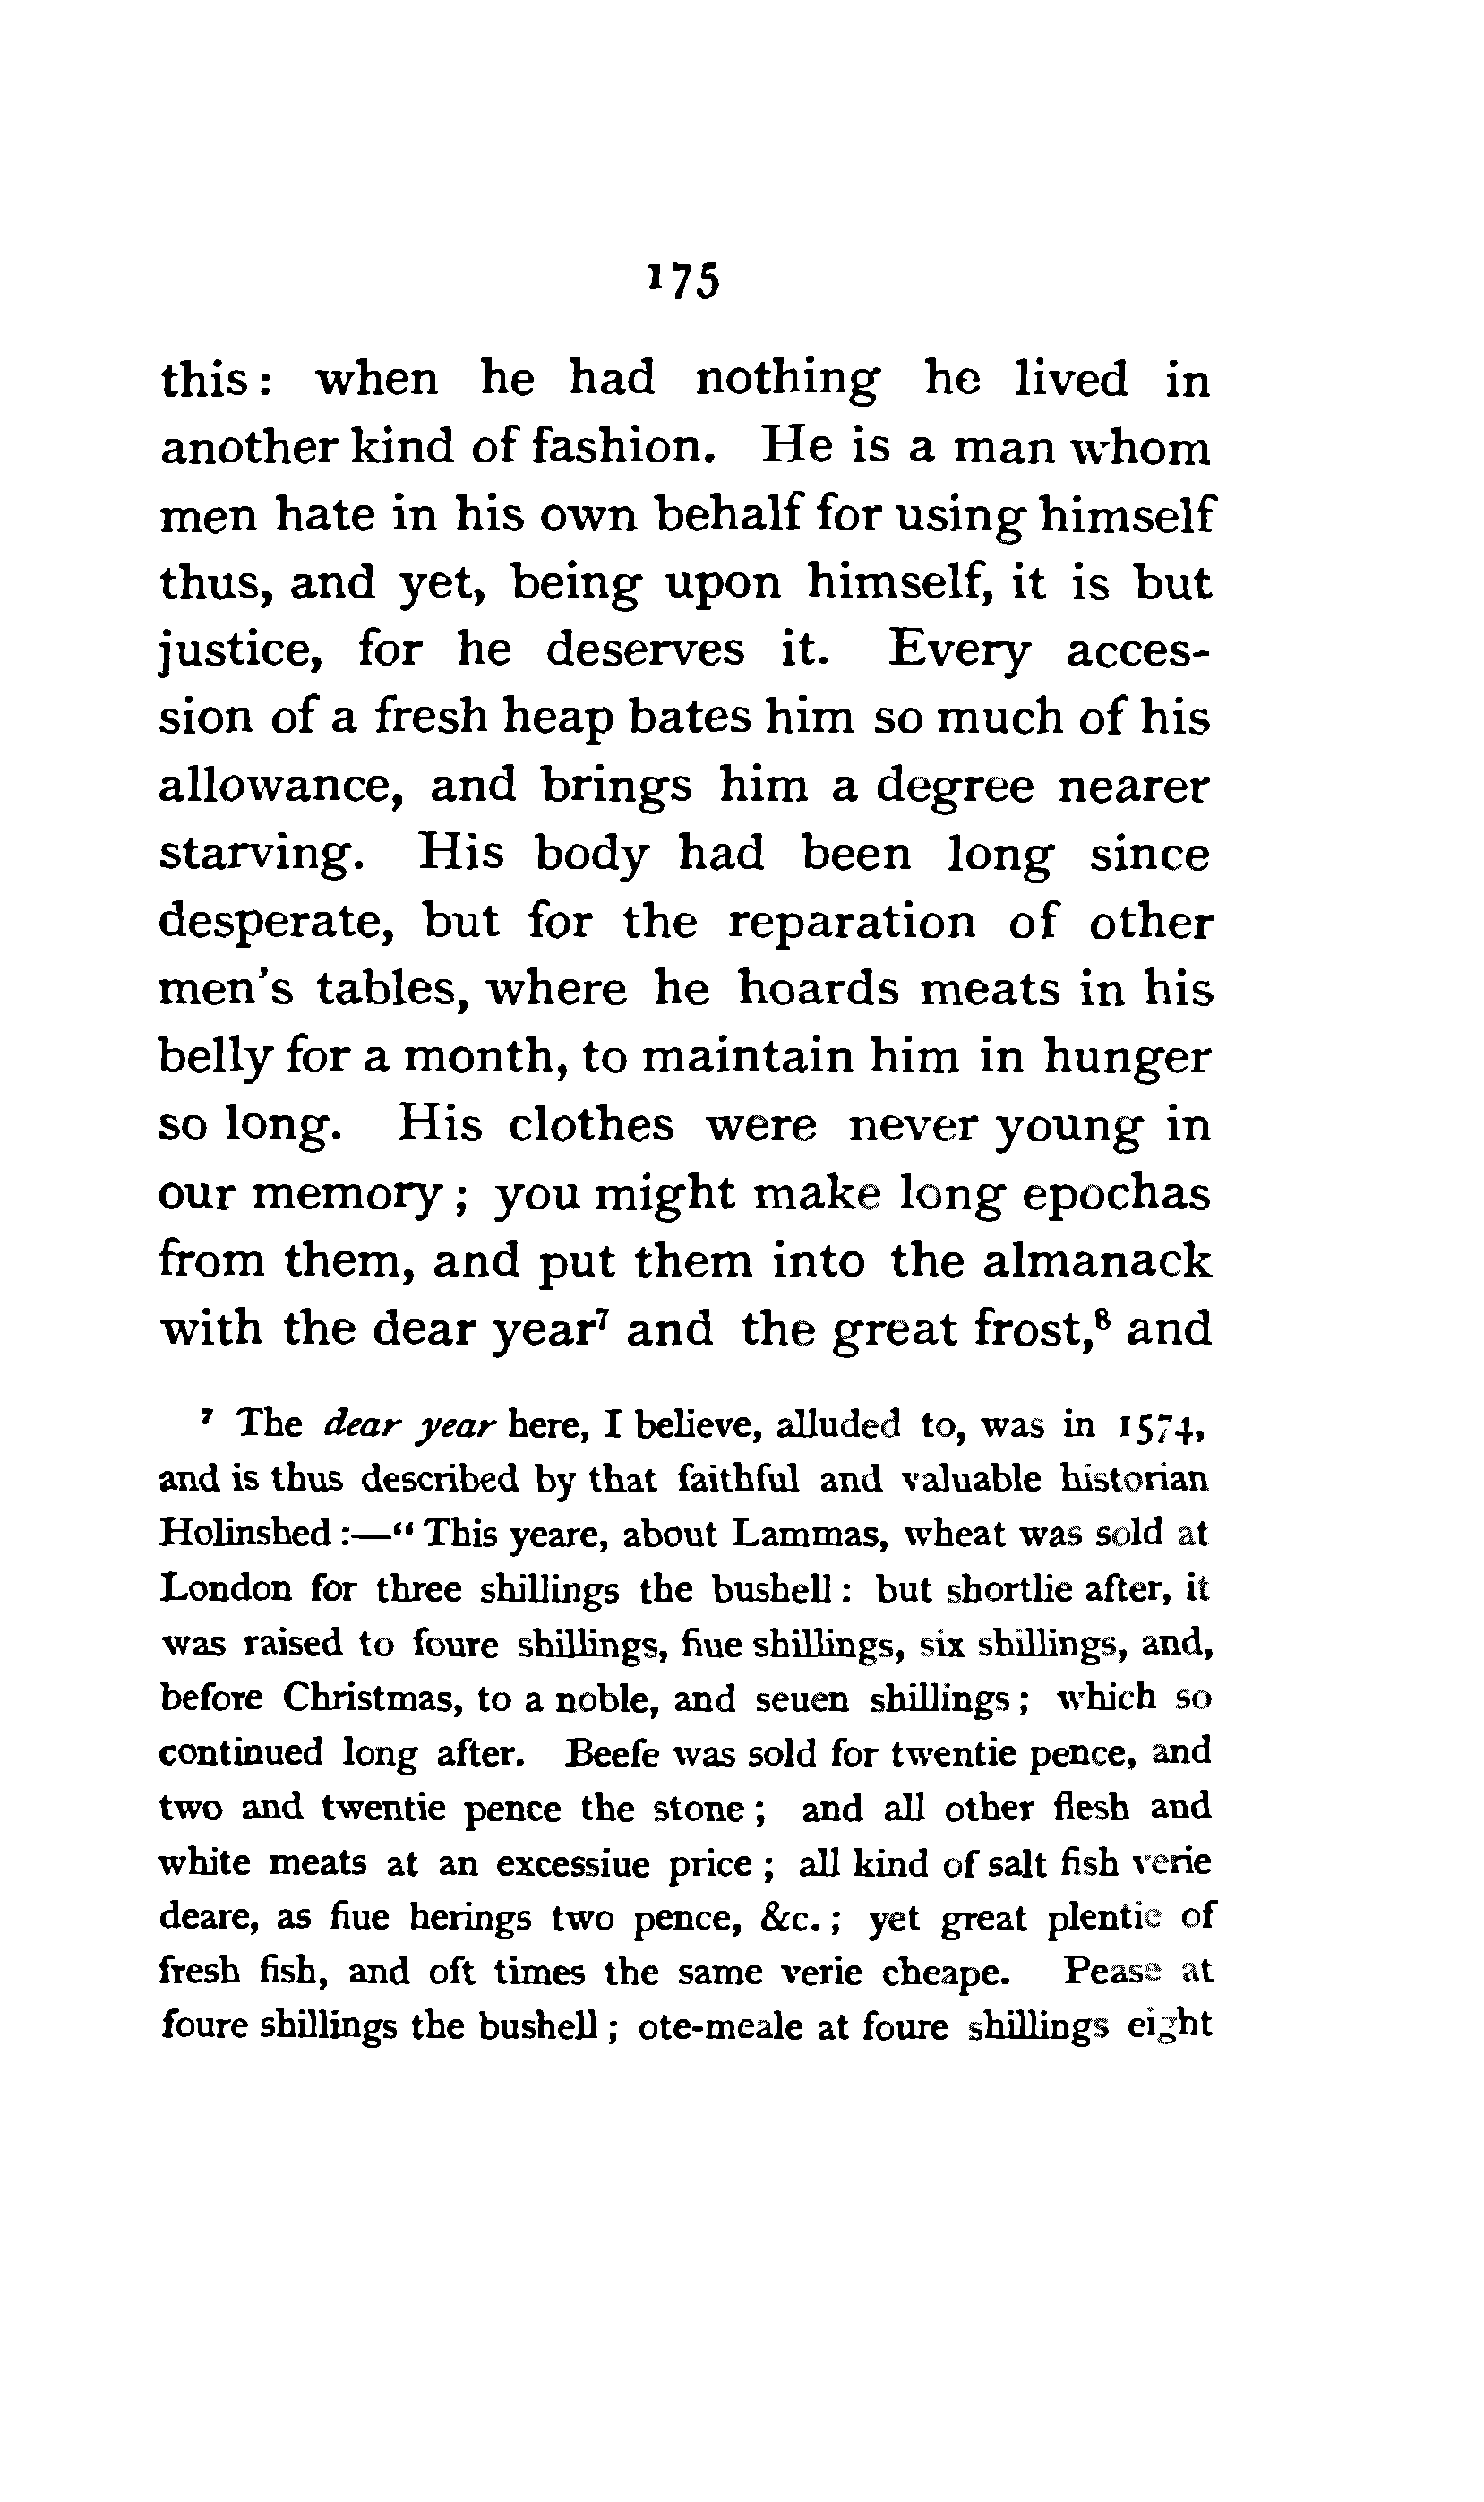 175
this: when he had nothing he lived in
another kind of fashion. He is a man whom
men hate in his own behalf for using himself
thus, and yet, being upon himself, it is but
justice, for he deserves it. Every acces-
sion of a fresh heap bates him so much of his
allowance, and brings him a degree nearer
starving. His body had been long since
desperate, but for the reparation of other
men's tables, where he hoards meats in his
belly for a month, to maintain him in hunger
so long. His clothes were never young in
our memory; you might make long epochas
from them, and put them into the almanack
with the dear year⁷ and the great frost,⁸ and
⁷ The dear year here, I believe, alluded to, was in 1574,
and is thus described by that faithful and valuable historian
Holinshed:—"This yeare, about Lammas, wheat was sold at
London for three shillings the bushell: but shortlie after, it
was raised to foure shillings, fiue shillings, six shillings, and,
before Christmas, to a noble, and seuen shillings; which so
continued long after. Beefe was sold for twentie pence, and
two and twentie pence the stone; and all other flesh and
white meats at an excessiue price; all kind of salt fish verie
deare, as fiue herings two pence, &c.; yet great plentie of
fresh fish, and oft times the same verie cheape. Pease at
foure shillings the bushell; ote-meale at foure shillings eight